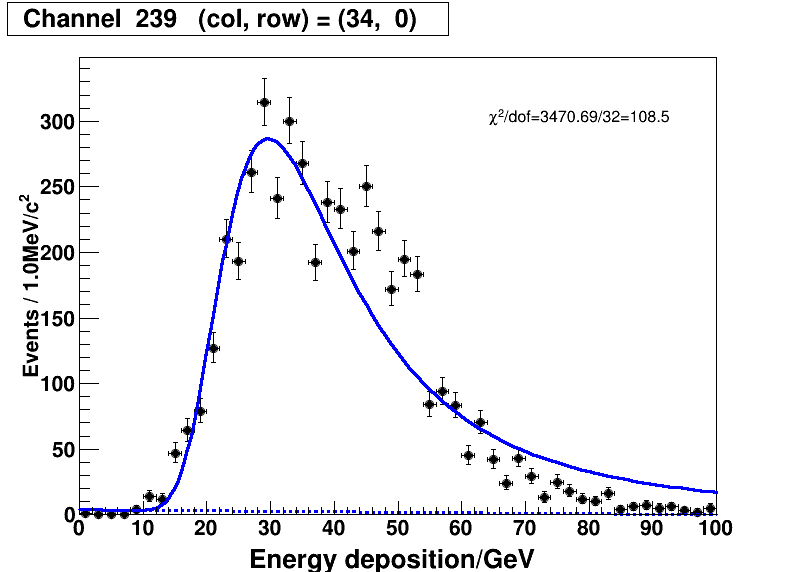 Channel 239 (col, row) = (34, 0)
χ²/dof=3470.69/32=108.5
Events / 1.0MeV/c²
300
250
200
150
100
50
0
0 10 20 30 40 50 60 70 80 90 100
Energy deposition/GeV